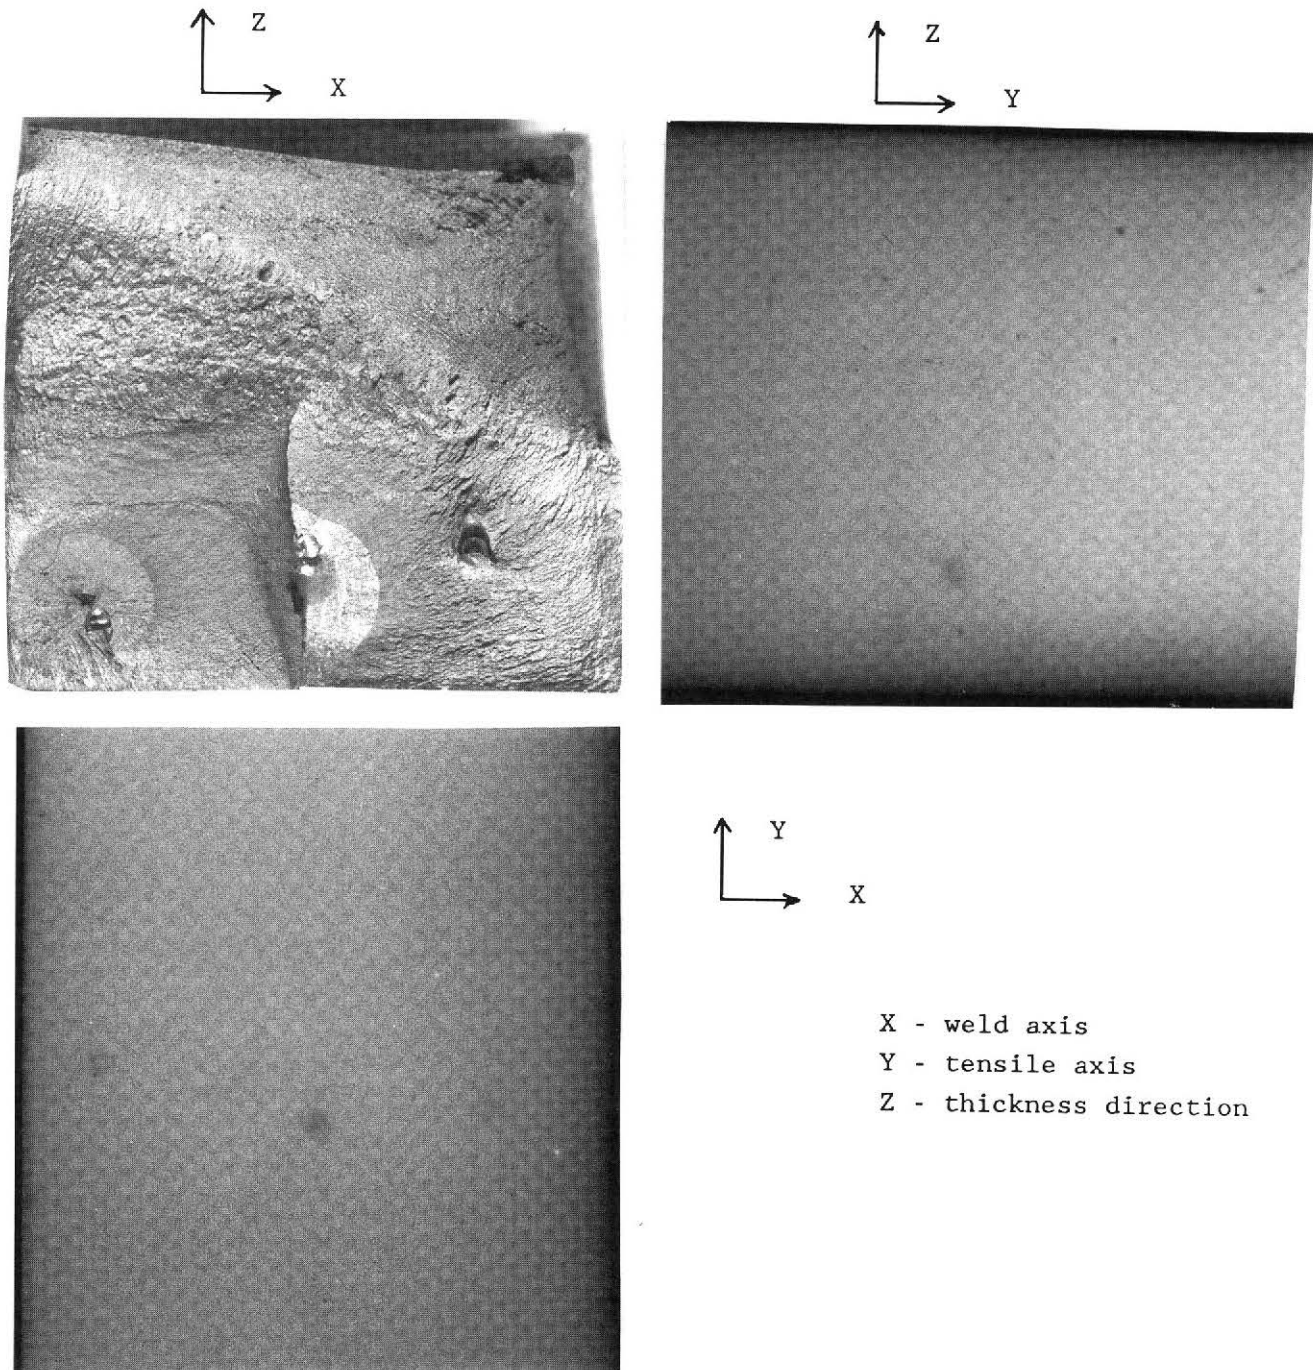 Z
X
Z
Y
Y
X
X - weld axis
Y - tensile axis
Z - thickness direction